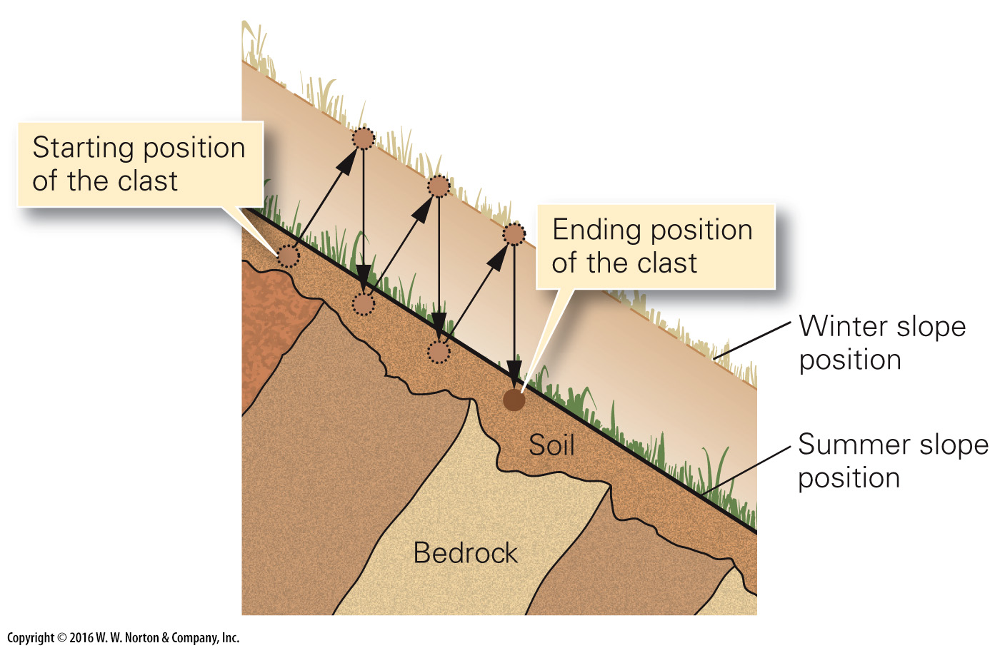 Starting position
of the clast
Ending position
of the clast
Winter slope
position
Summer slope
position
Soil
Bedrock
Copyright © 2016 W. W. Norton & Company, Inc.